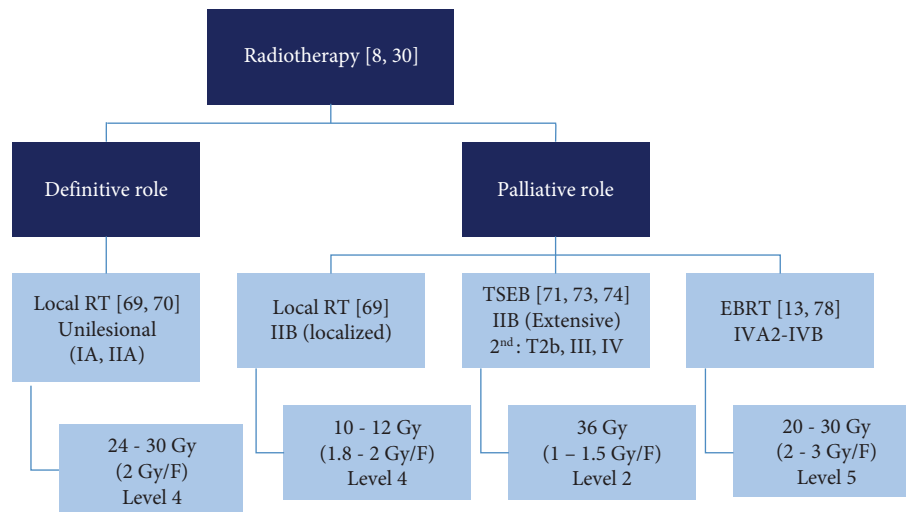 Radiotherapy [8, 30]
Definitive role
Palliative role
Local RT [69, 70]
Unilesional
(IA, IIA)
Local RT [69]
IIB (localized)
TSEB [71, 73, 74]
IIB (Extensive)
2nd : T2b, III, IV
EBRT [13, 78]
IVA2-IVB
24 - 30 Gy
(2 Gy/F)
Level 4
10 - 12 Gy
(1.8 - 2 Gy/F)
Level 4
36 Gy
(1 – 1.5 Gy/F)
Level 2
20 - 30 Gy
(2 - 3 Gy/F)
Level 5